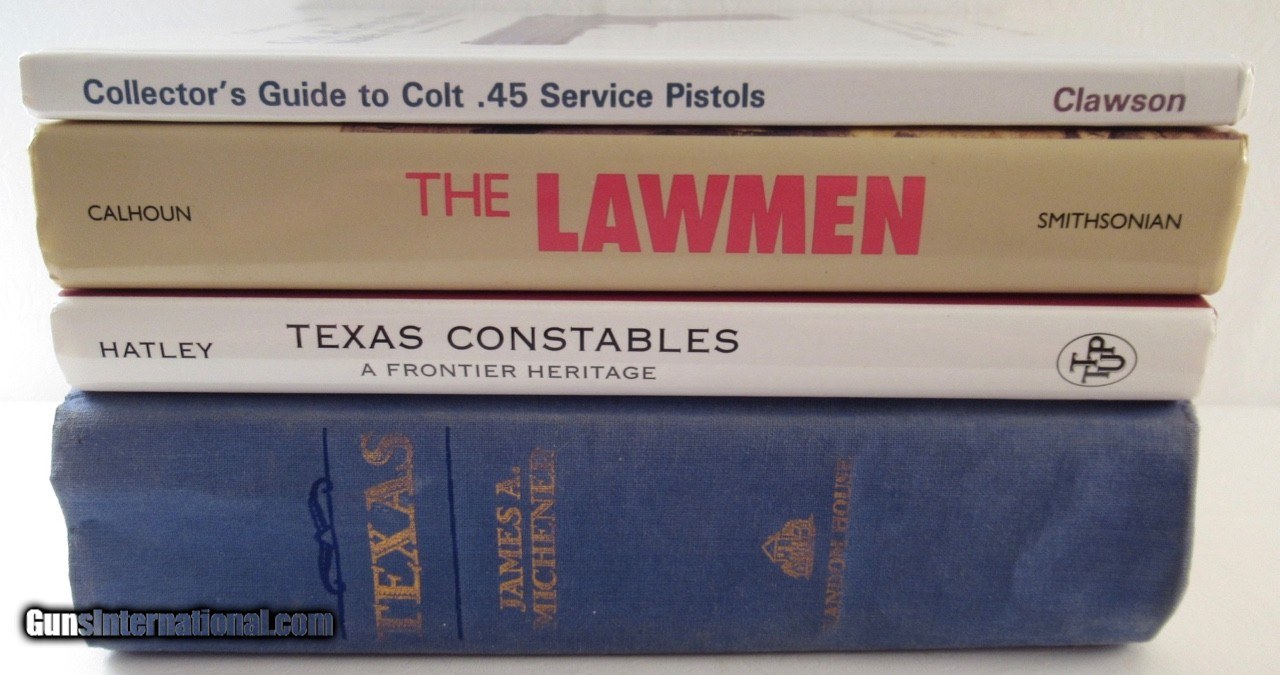 Collector's Guide to Colt .45 Service Pistols Clawson
CALHOUN THE LAWMEN SMITHSONIAN
HATLEY TEXAS CONSTABLES
A FRONTIER HERITAGE
TTUP
TEXAS
JAMES A.
MICHENER
RANDOM HOUSE
GunsInternational.com